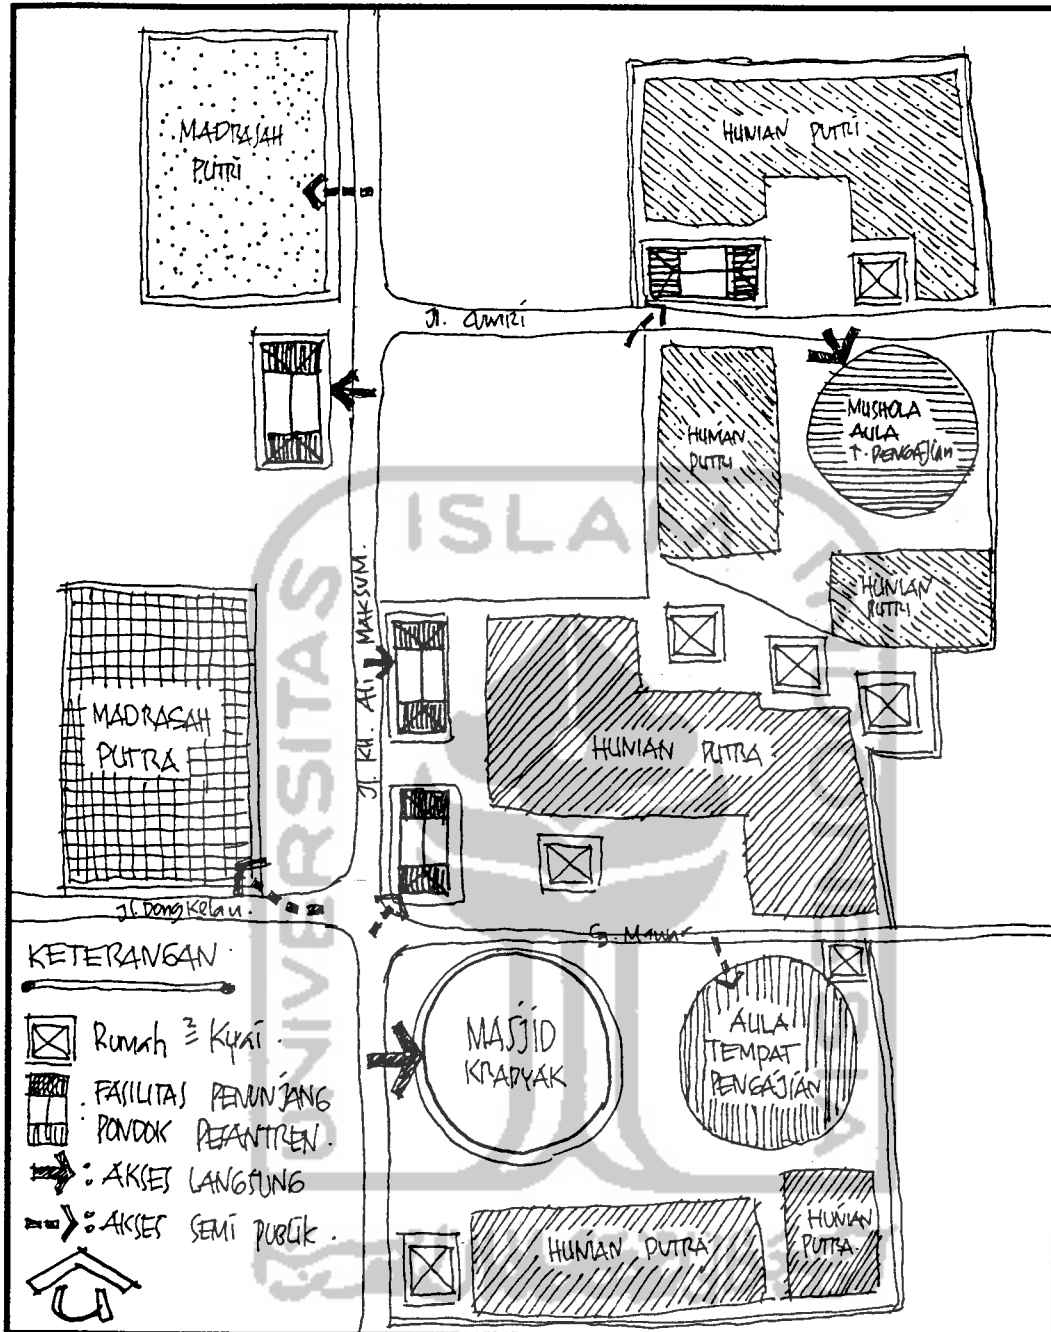 MADRASAH
PUTRI
HUNIAN PUTRI
HUNIAN
PUTRI
MUSHOLA
AULA
T. PENGAJIAN
HUNIAN
PUTRI
Jl. KH. Ali MAKSUM.
MADRASAH
PUTRA
HUNIAN PUTRA
Jl. DongKelan.
G. Mawar
MASJID
KRAPYAK
AULA
TEMPAT
PENGAJIAN
HUNIAN PUTRA
HUNIAN
PUTRA.
KETERANGAN.
Rumah ² Kyai.
: FASILITAS PENUNJANG
PONDOK PESANTREN.
: AKSES LANGSUNG
: AKSES SEMI PUBLIK.
UNIVERSITAS
ISLAM